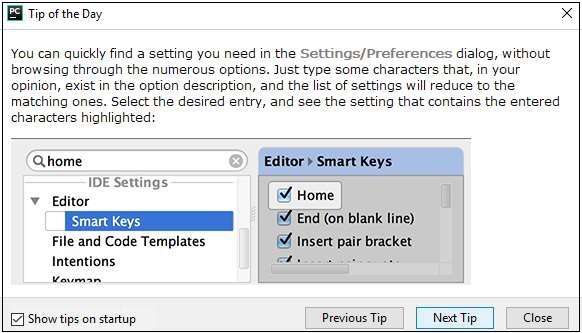 PC Tip of the Day
You can quickly find a setting you need in the Settings/Preferences dialog, without
browsing through the numerous options. Just type some characters that, in your
opinion, exist in the option description, and the list of settings will reduce to the
matching ones. Select the desired entry, and see the setting that contains the entered
characters highlighted:
home
IDE Settings
Editor
Smart Keys
File and Code Templates
Intentions
Keymap
Editor Smart Keys
Home
End (on blank line)
Insert pair bracket
Show tips on startup
Previous Tip
Next Tip
Close